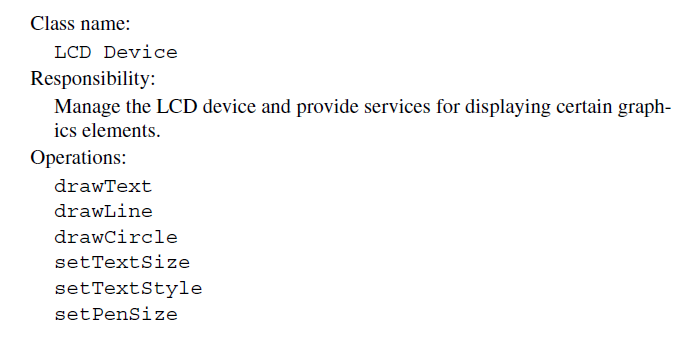 Class name:
LCD Device
Responsibility:
Manage the LCD device and provide services for displaying certain graph-
ics elements.
Operations:
drawText
drawLine
drawCircle
setTextSize
setTextStyle
setPenSize